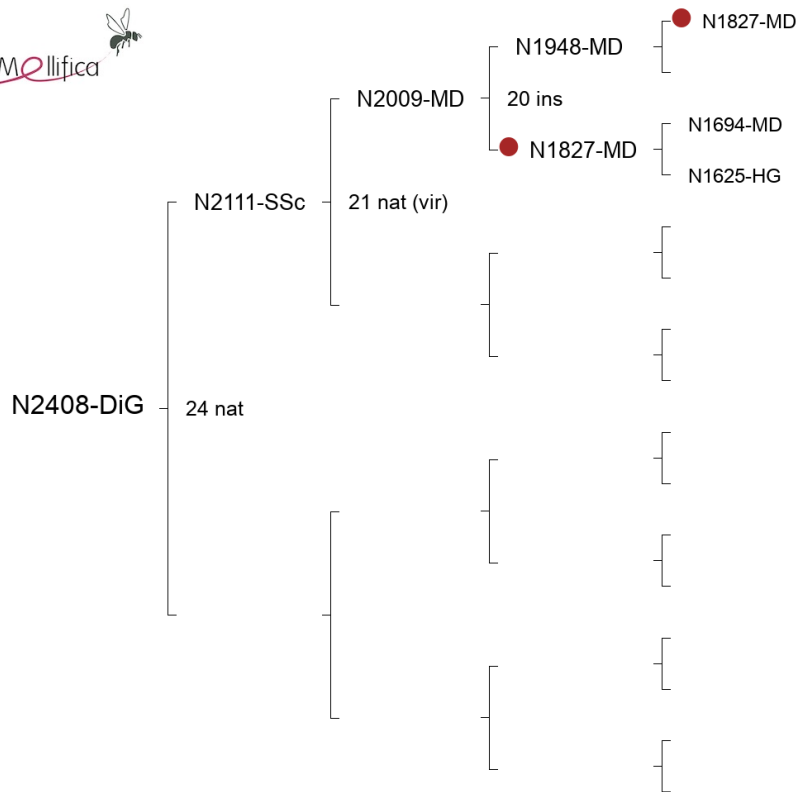 Mellifica
N1827-MD
N1948-MD
N2009-MD
20 ins
N1694-MD
N1827-MD
N1625-HG
N2111-SSc
21 nat (vir)
N2408-DiG
24 nat